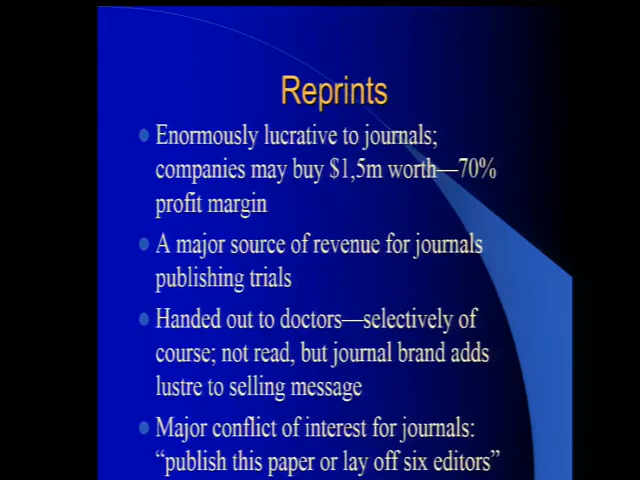 Reprints
Enormously lucrative to journals;
companies may buy $1,5m worth—70%
profit margin
A major source of revenue for journals
publishing trials
Handed out to doctors—selectively of
course; not read, but journal brand adds
lustre to selling message
Major conflict of interest for journals:
“publish this paper or lay off six editors”